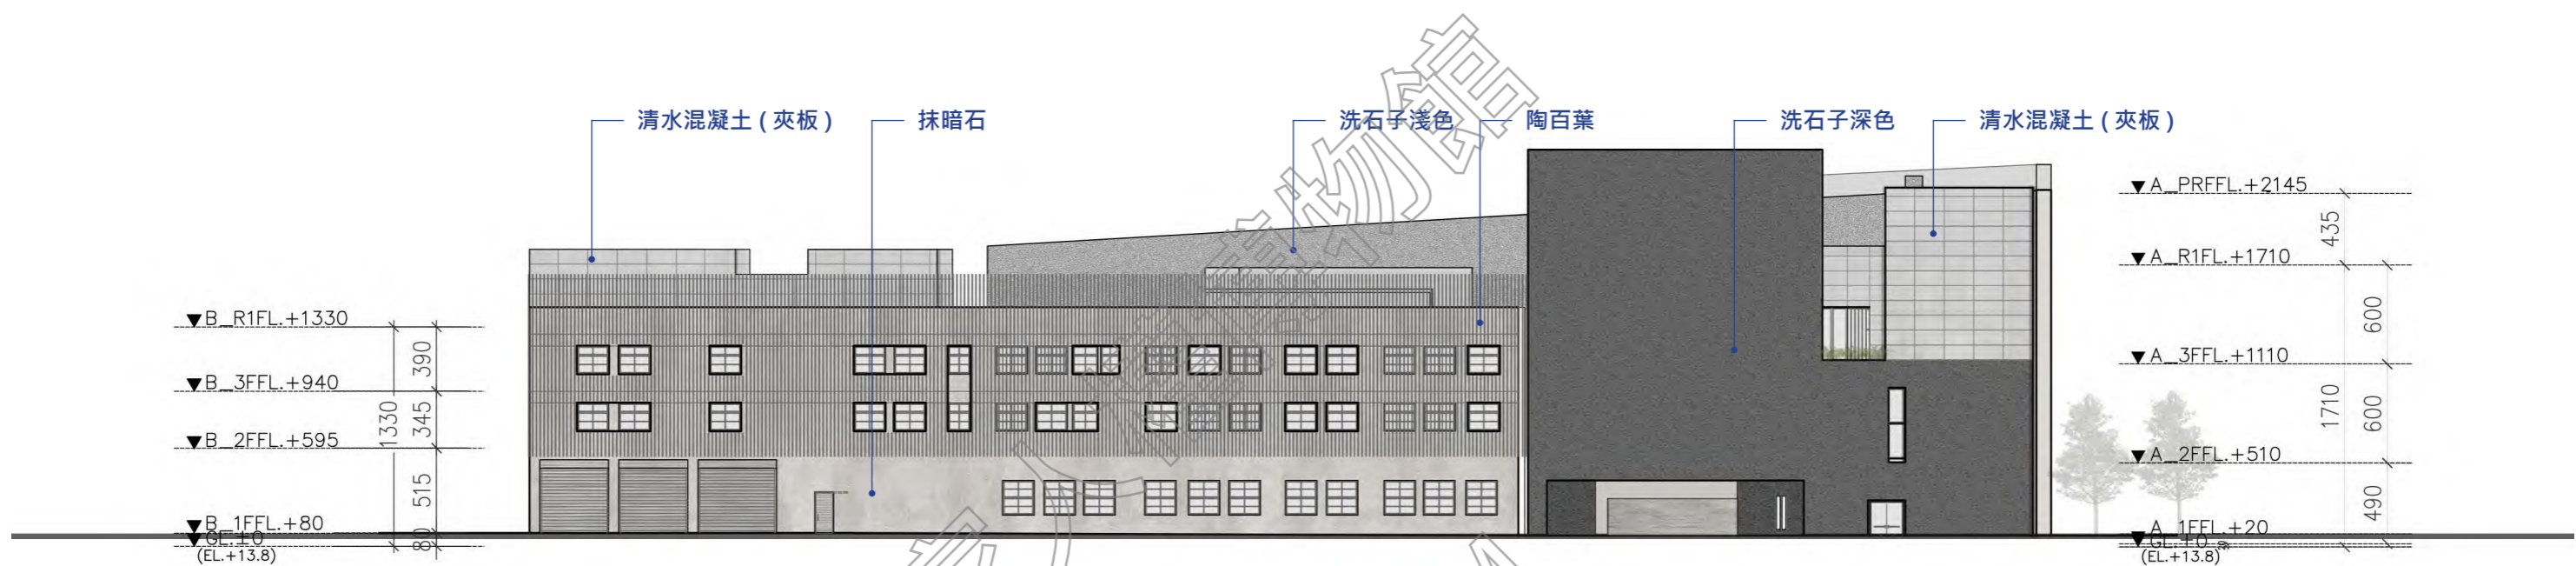 清水混凝土 ( 夾板 )
抹暗石
洗石子淺色
陶百葉
洗石子深色
清水混凝土 ( 夾板 )
B_R1FL.+1330
B_3FFL.+940
B_2FFL.+595
B_1FFL.+80
GL.±0
(EL.+13.8)
1330
390
345
515
80
A_PRFFL.+2145
A_R1FL.+1710
A_3FFL.+1110
A_2FFL.+510
A_1FFL.+20
GL.±0
(EL.+13.8)
435
1710
600
600
490
20
物館